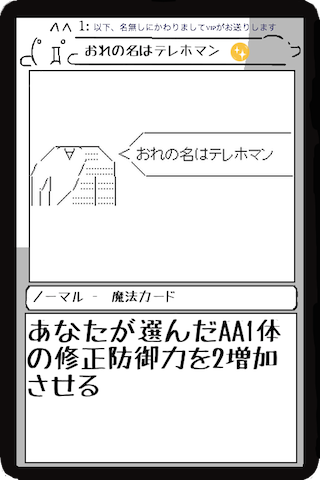 1: 以下、名無しにかわりましてVIPがお送りします
おれの名はテレホマン
おれの名はテレホマン
ノーマル - 魔法カード
あなたが選んだAA1体
の修正防御力を2増加
させる